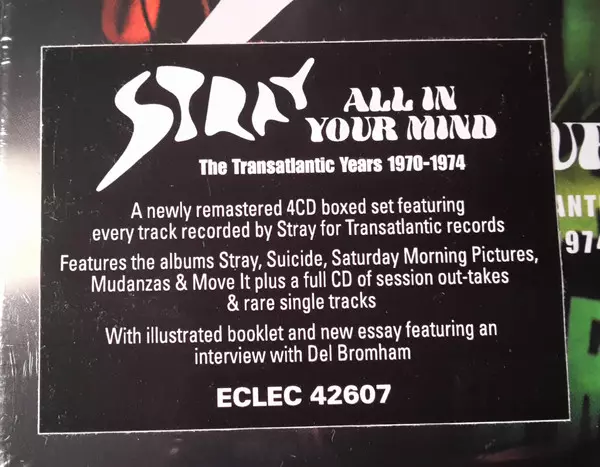 STRAY ALL IN
YOUR MIND
The Transatlantic Years 1970-1974
A newly remastered 4CD boxed set featuring
every track recorded by Stray for Transatlantic records
Features the albums Stray, Suicide, Saturday Morning Pictures,
Mudanzas & Move It plus a full CD of session out-takes
& rare single tracks
With illustrated booklet and new essay featuring an
interview with Del Bromham
ECLEC 42607